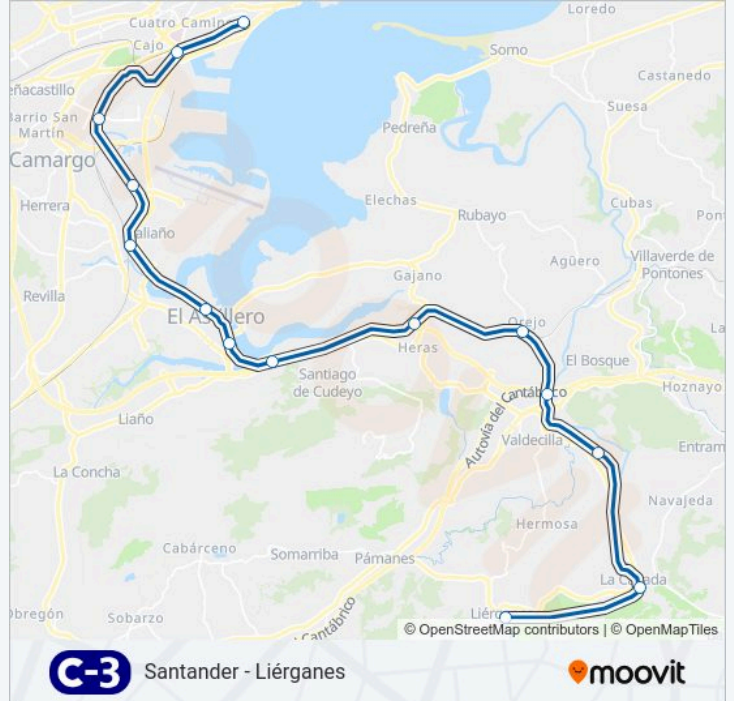 Loredo
Cuatro Caminos
Cajo
Somo
Castanedo
eñacastillo
Suesa
Barrio San
Martín
Pedreña
Camargo
Elechas
Herrera
Cubas
Rubayo
Pont
aliaño
Agüero
Villaverde de
Pontones
Gajano
Revilla
El Astillero
Orejo
La
Heras
El Bosque
Santiago
de Cudeyo
Hoznayo
Autovía del Cantábrico
Liaño
Valdecilla
Entram
La Concha
Navajeda
Hermosa
Cabárceno
Somarriba
Pámanes
La Cavada
Obregón
Sobarzo
Liérg
l Cantábrico
© OpenStreetMap contributors | © OpenMapTiles
C-3 Santander - Liérganes moovit